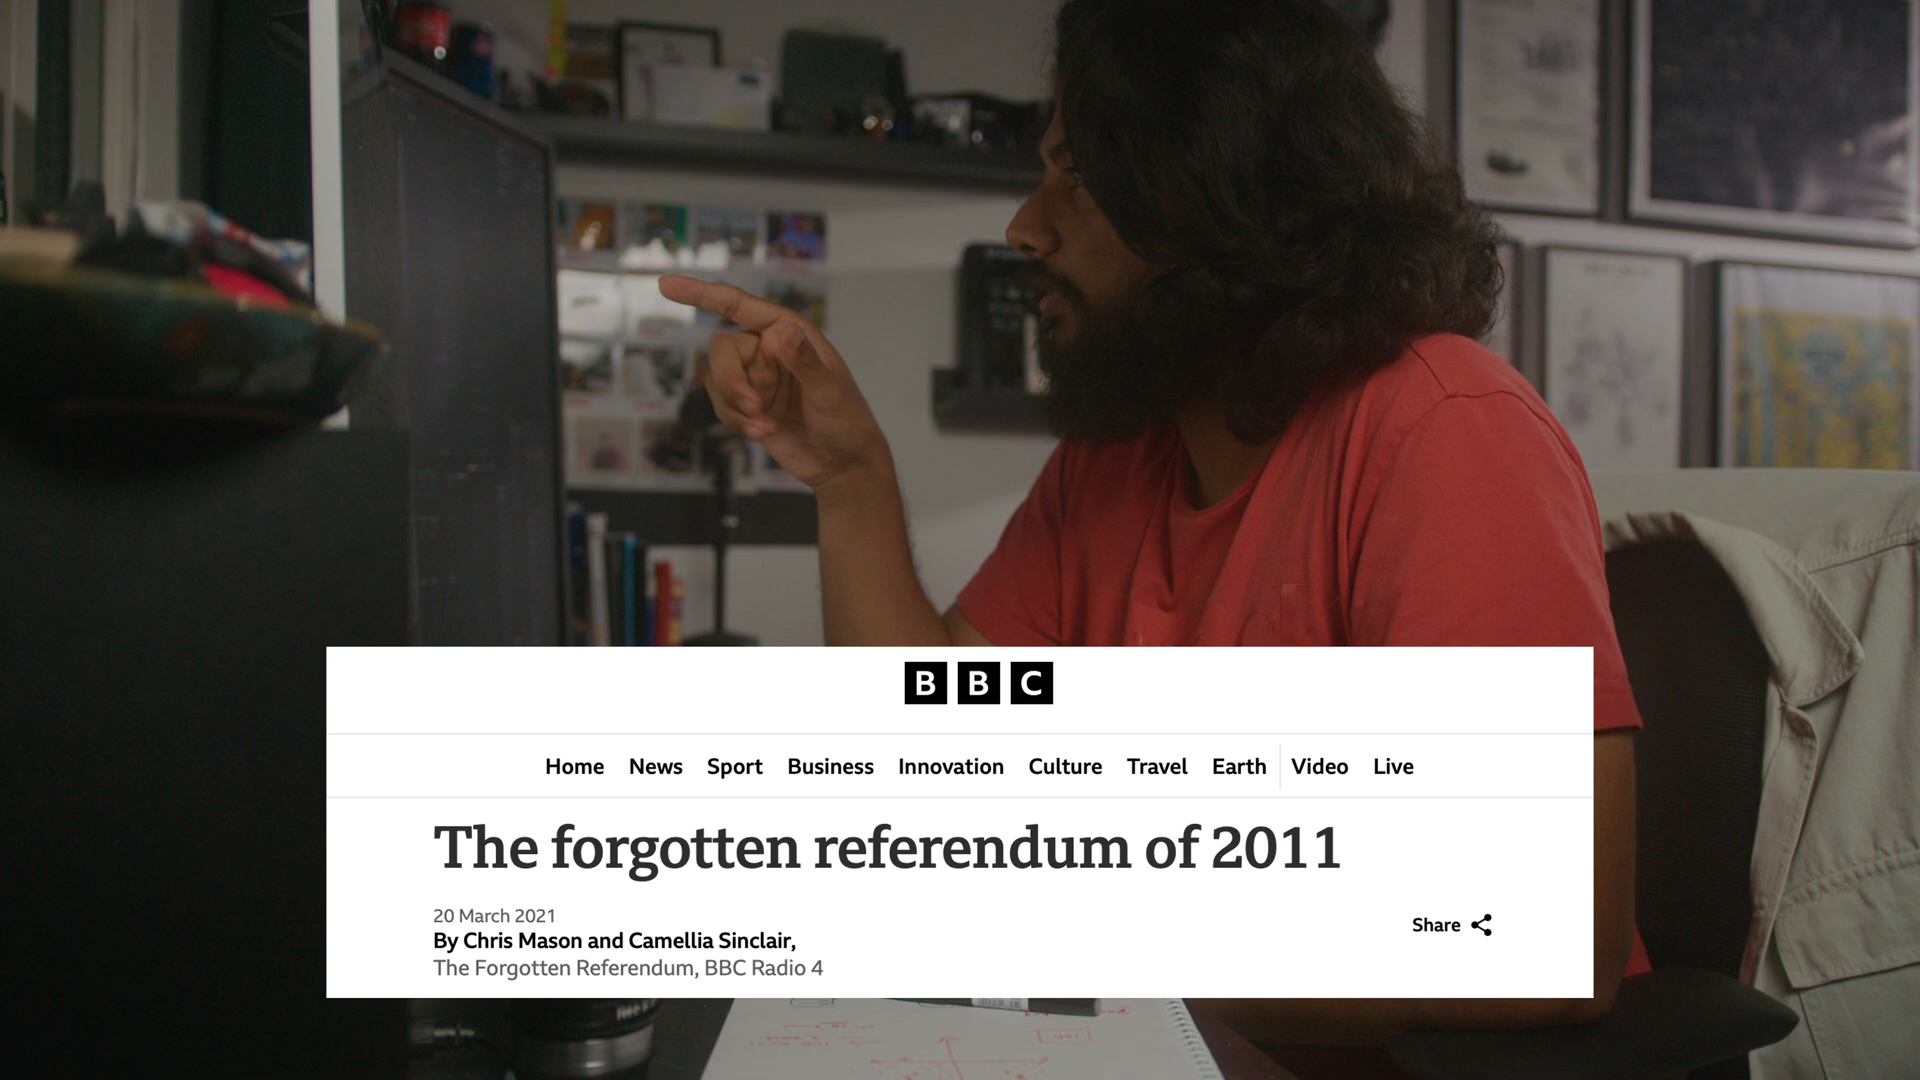 BBC
Home News Sport Business Innovation Culture Travel Earth Video Live
The forgotten referendum of 2011
20 March 2021
By Chris Mason and Camellia Sinclair,
The Forgotten Referendum, BBC Radio 4
Share